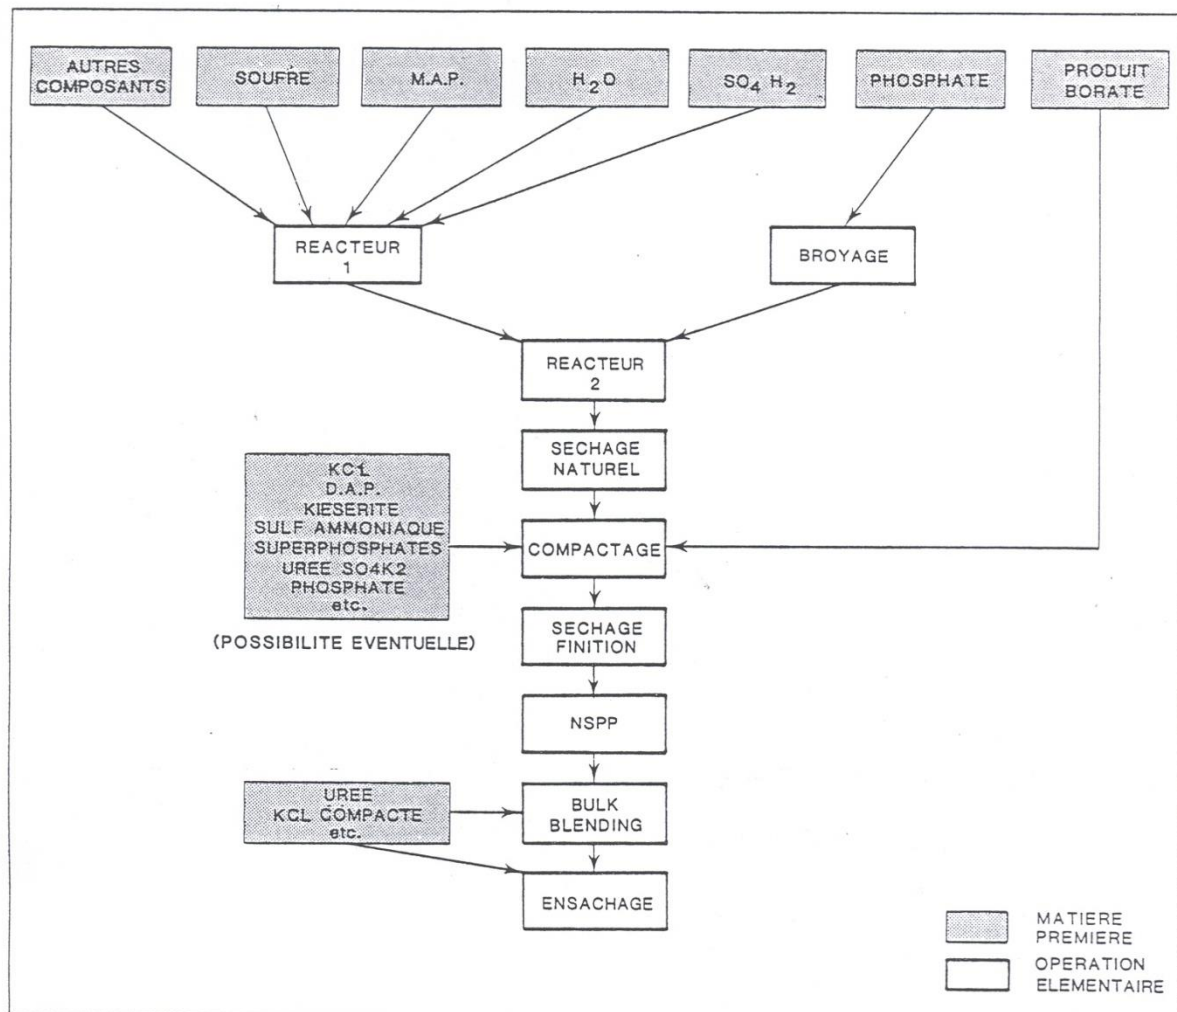 AUTRES
COMPOSANTS
SOUFRE
M.A.P.
H2O
SO4 H2
PHOSPHATE
PRODUIT
BORATE
REACTEUR
1
BROYAGE
REACTEUR
2
SECHAGE
NATUREL
KCL
D.A.P.
KIESERITE
SULF AMMONIAQUE
SUPERPHOSPHATES
UREE SO4K2
PHOSPHATE
etc.
(POSSIBILITE EVENTUELLE)
COMPACTAGE
SECHAGE
FINITION
NSPP
UREE
KCL COMPACTE
etc.
BULK
BLENDING
ENSACHAGE
MATIERE
PREMIERE
OPERATION
ELEMENTAIRE